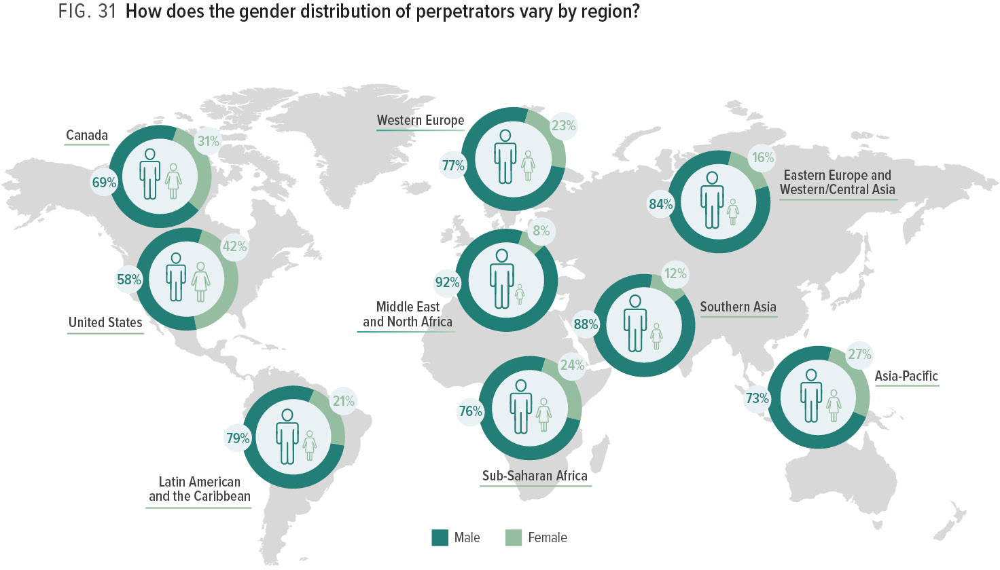 FIG. 31 How does the gender distribution of perpetrators vary by region?
Canada
31%
69%
United States
42%
58%
Latin American
and the Caribbean
21%
79%
Western Europe
23%
77%
Middle East
and North Africa
8%
92%
Sub-Saharan Africa
24%
76%
Eastern Europe and
Western/Central Asia
16%
84%
Southern Asia
12%
88%
Asia-Pacific
27%
73%
Male
Female